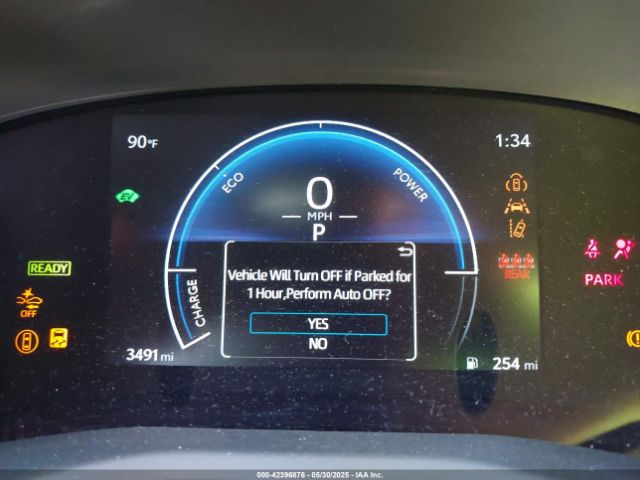 90°F
1:34
ECO
POWER
EV
0
MPH
P
READY
Vehicle Will Turn OFF if Parked for
1 Hour,Perform Auto OFF?
YES
NO
CHARGE
REAR
PARK
OFF
3491 mi
254 mi
000-42396876 - 05/30/2025 - IAA Inc.